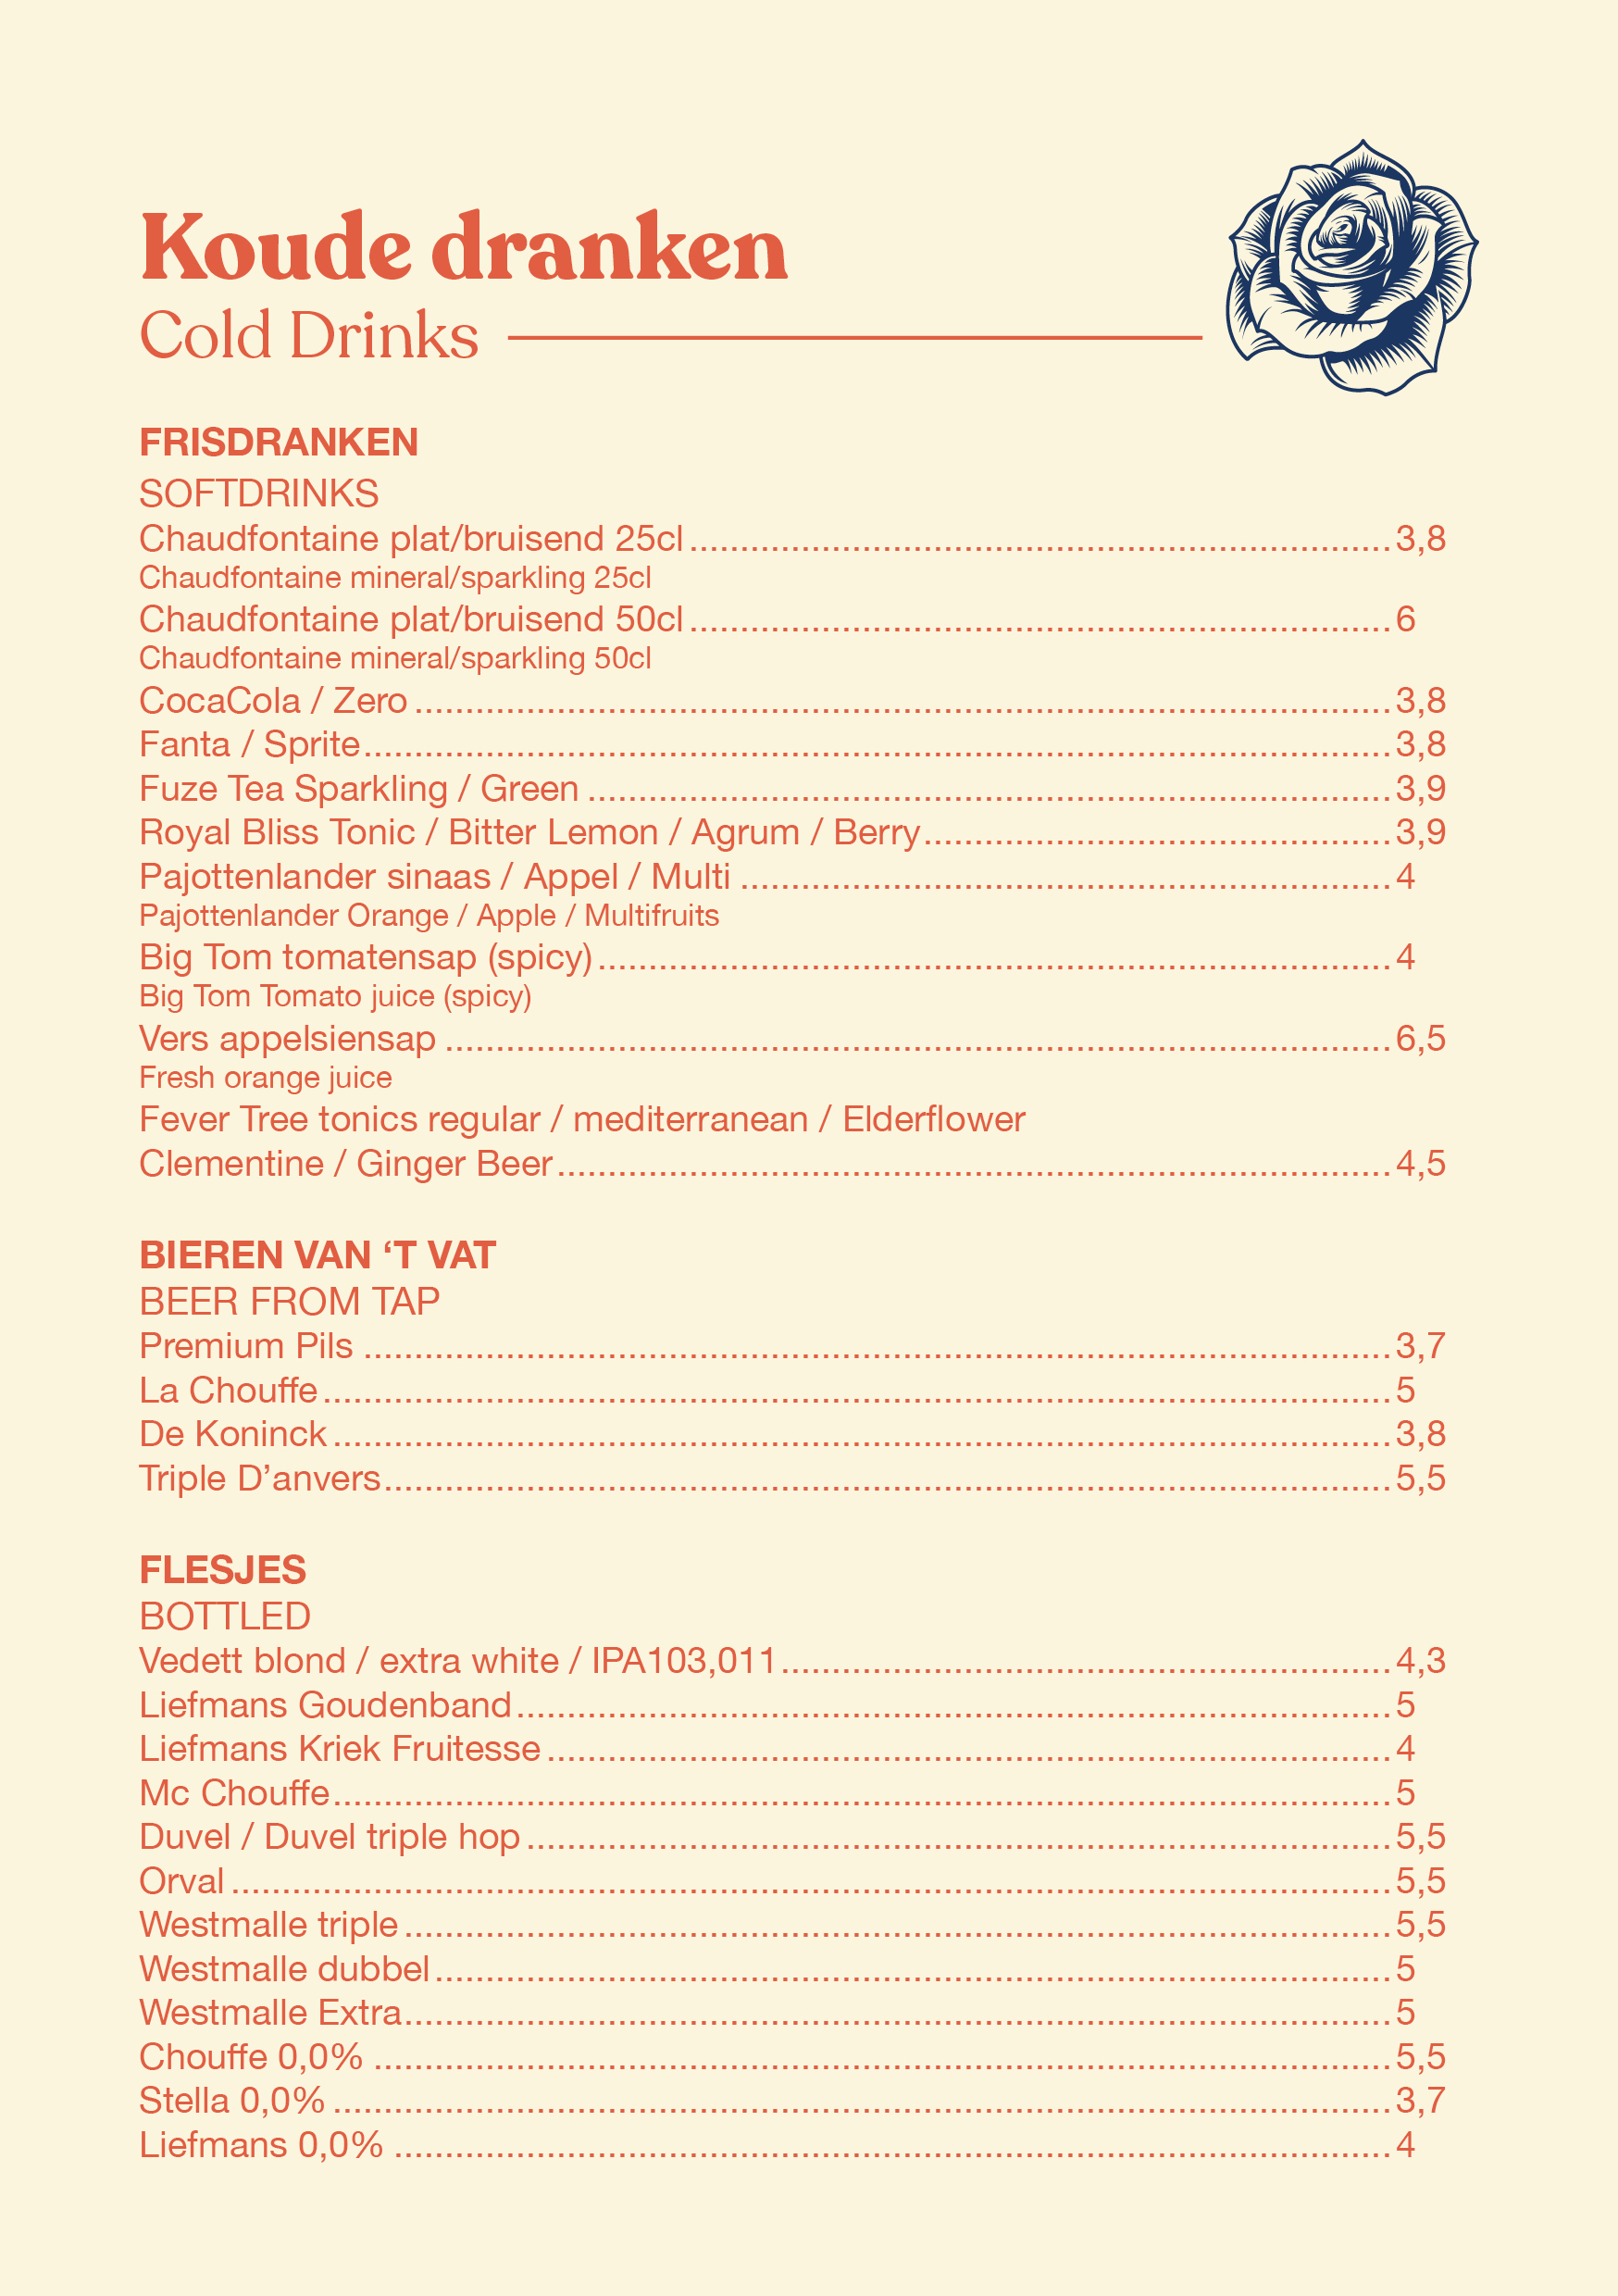 Koude dranken
Cold Drinks
FRISDRANKEN
SOFTDRINKS
Chaudfontaine plat/bruisend 25cl 3,8
Chaudfontaine mineral/sparkling 25cl
Chaudfontaine plat/bruisend 50cl 6
Chaudfontaine mineral/sparkling 50cl
CocaCola / Zero 3,8
Fanta / Sprite 3,8
Fuze Tea Sparkling / Green 3,9
Royal Bliss Tonic / Bitter Lemon / Agrum / Berry 3,9
Pajottenlander sinaas / Appel / Multi 4
Pajottenlander Orange / Apple / Multifruits
Big Tom tomatensap (spicy) 4
Big Tom Tomato juice (spicy)
Vers appelsiensap 6,5
Fresh orange juice
Fever Tree tonics regular / mediterranean / Elderflower
Clementine / Ginger Beer 4,5
BIEREN VAN ‘T VAT
BEER FROM TAP
Premium Pils 3,7
La Chouffe 5
De Koninck 3,8
Triple D’anvers 5,5
FLESJES
BOTTLED
Vedett blond / extra white / IPA103,011 4,3
Liefmans Goudenband 5
Liefmans Kriek Fruitesse 4
Mc Chouffe 5
Duvel / Duvel triple hop 5,5
Orval 5,5
Westmalle triple 5,5
Westmalle dubbel 5
Westmalle Extra 5
Chouffe 0,0% 5,5
Stella 0,0% 3,7
Liefmans 0,0% 4